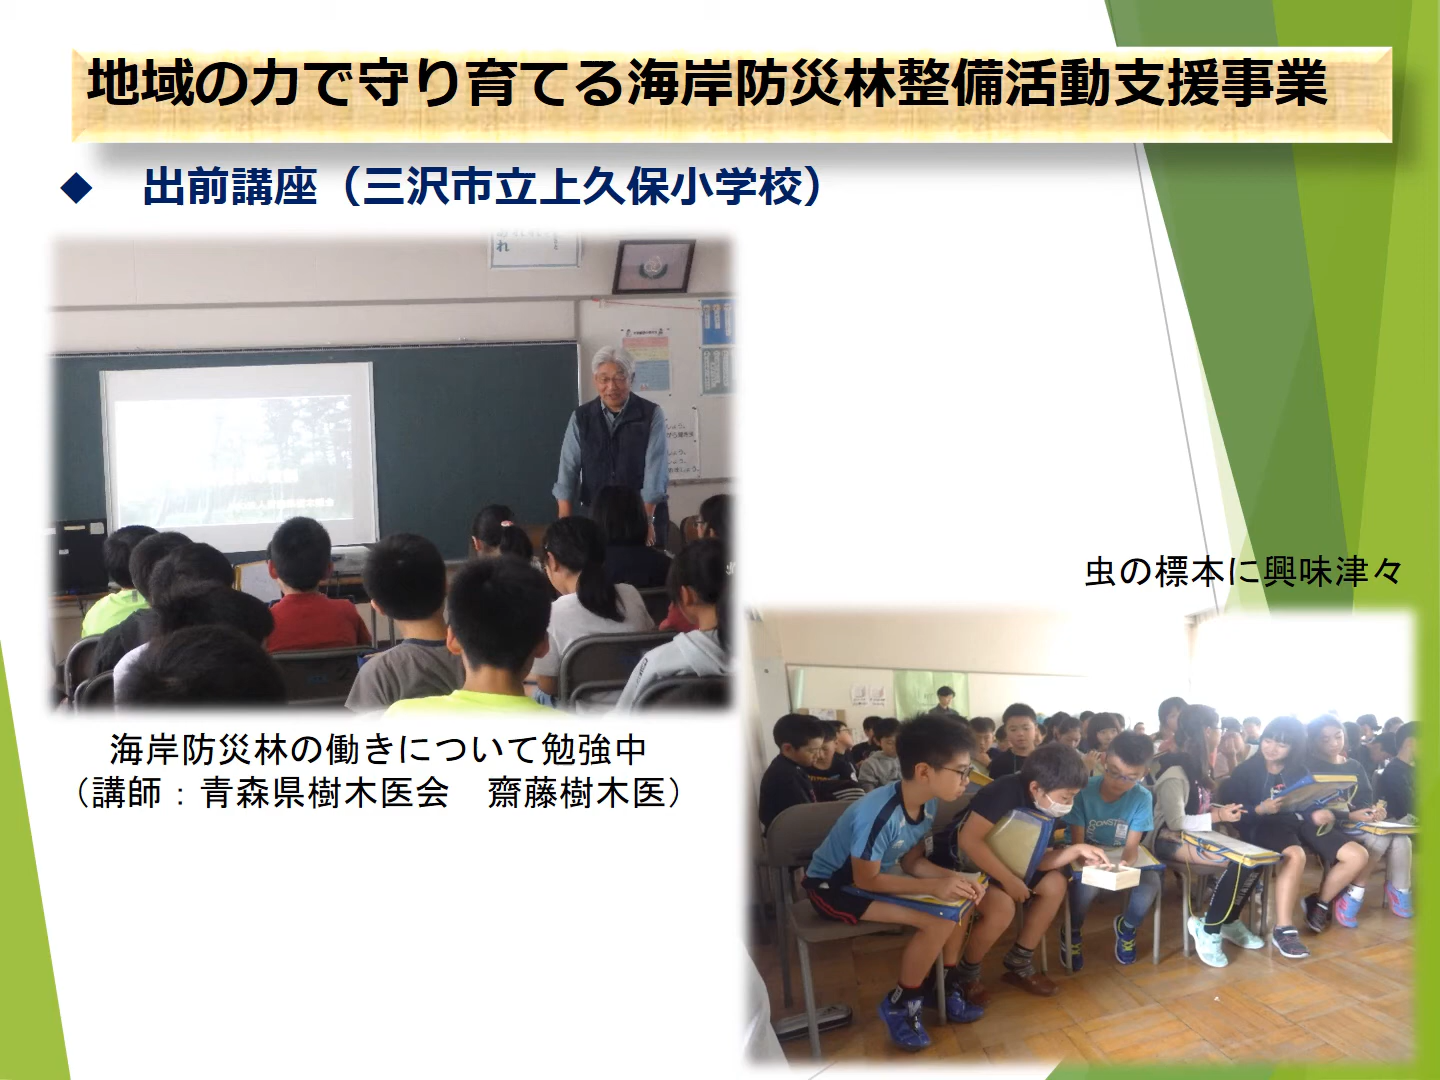 地域の力で守り育てる海岸防災林整備活動支援事業
◆ 出前講座（三沢市立上久保小学校）
虫の標本に興味津々
海岸防災林の働きについて勉強中
（講師：青森県樹木医会　齋藤樹木医）